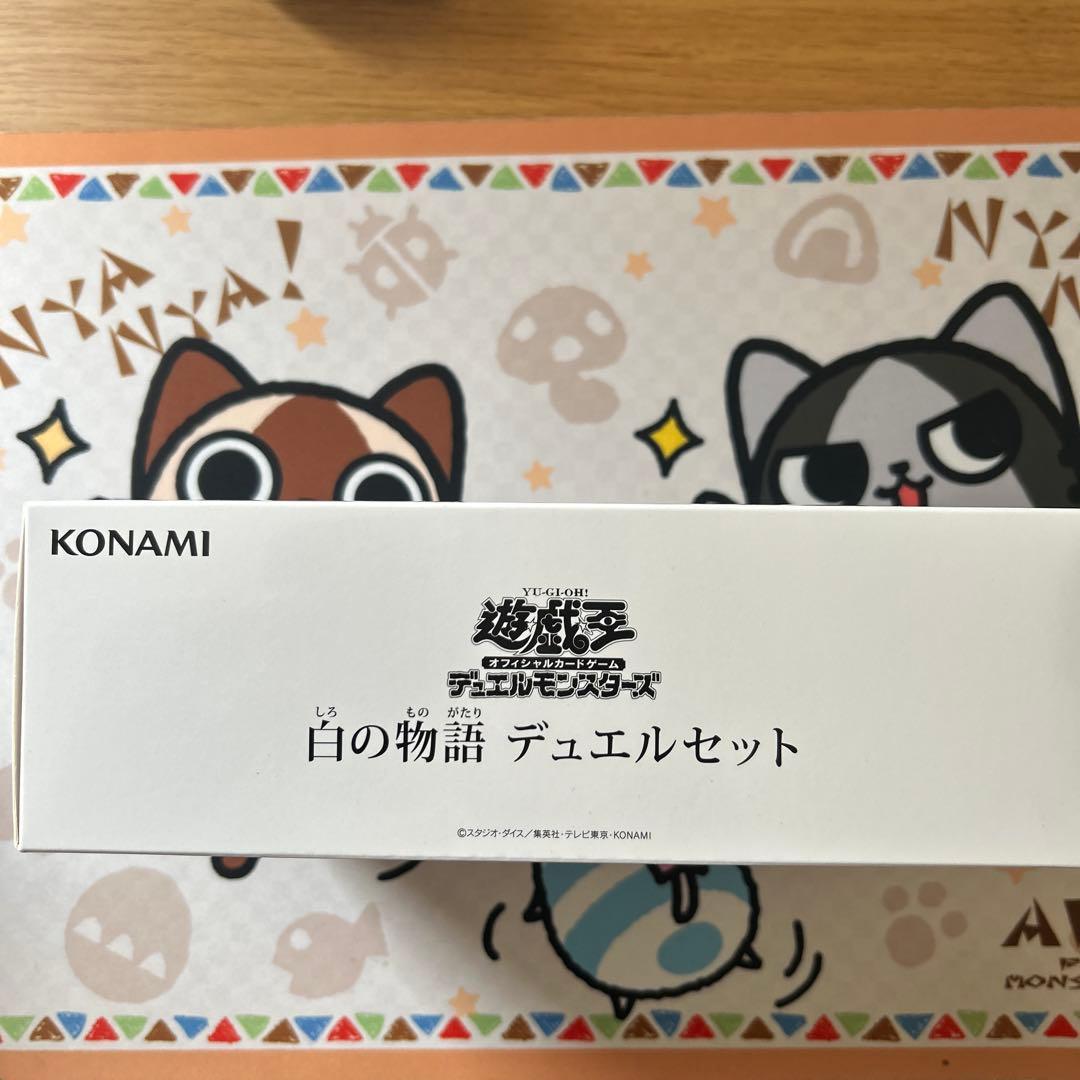 NYA
NYA!
NYA
KONAMI
YU-GI-OH!
遊☆戯☆王
オフィシャルカードゲーム
デュエルモンスターズ
しろ もの がたり
白の物語 デュエルセット
©スタジオ・ダイス／集英社・テレビ東京・KONAMI